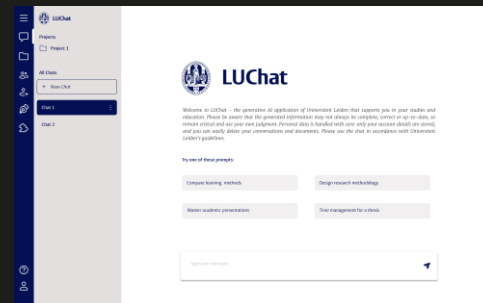 LUChat
Projects
Project 1
All Chats
+ New Chat
Chat 1
Chat 2
LUChat
Welcome to LUChat – the generative AI application of Universiteit Leiden that supports you in your studies and
education. Please be aware that the generated information may not always be complete, correct or up-to-date, so
remain critical and use your own judgment. Personal data is handled with care: only your account details are stored,
and you can easily delete your conversations and documents. Please use the chat in accordance with Universiteit
Leiden's guidelines.
Try one of these prompts:
Compare learning methods
Design research methodology
Master academic presentations
Time management for a thesis
Start your message...